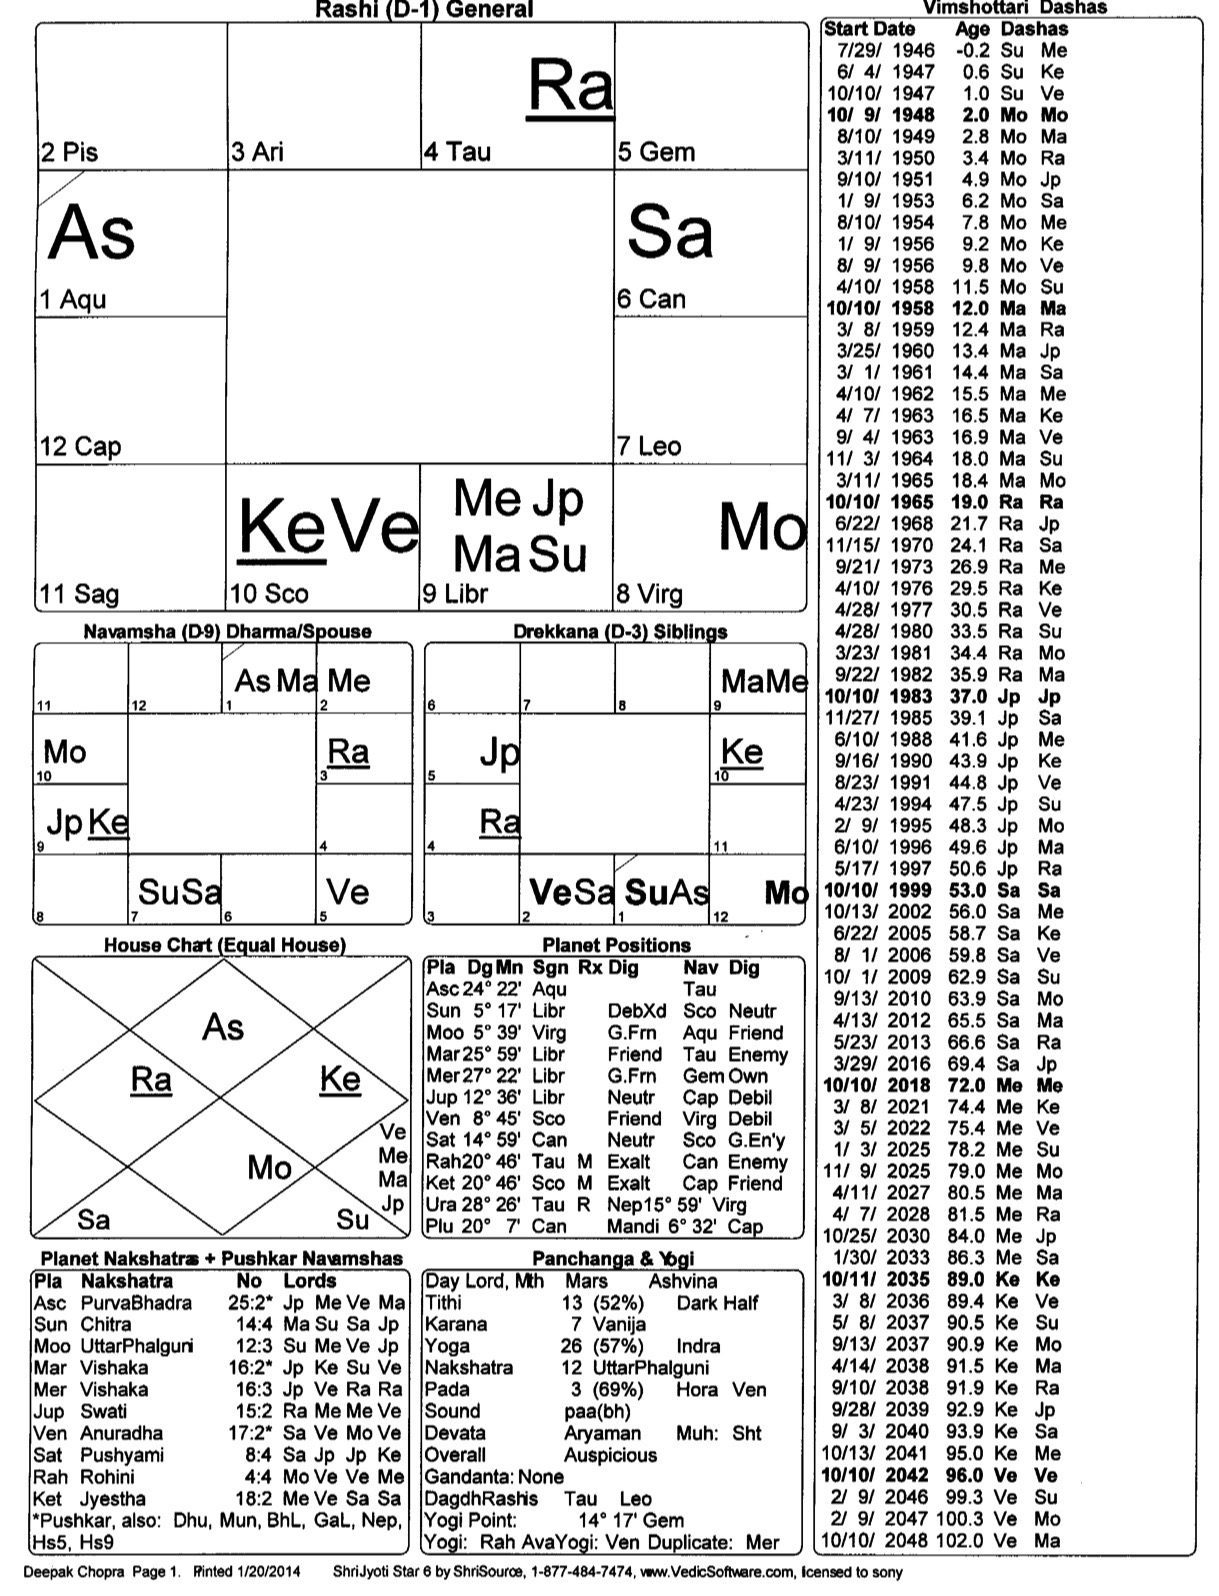 Rashi (D-1) General
Ra
2 Pis 3 Ari 4 Tau 5 Gem
As Sa
1 Aqu 6 Can
12 Cap 7 Leo
Ke Ve Me Jp Mo
Ma Su
11 Sag 10 Sco 9 Libr 8 Virg
Navamsha (D-9) Dharma/Spouse
As Ma Me
11 12 1 2
Mo Ra
10 3
Jp Ke
9 4
Su Sa Ve
8 7 6 5
Drekkana (D-3) Siblings
Ma Me
6 7 8 9
Jp Ke
5 10
Ra
4 11
Ve Sa Su As Mo
3 2 1 12
House Chart (Equal House)
As
Ra Ke
Ve
Mo Me
Ma
Jp
Sa Su
Planet Positions
Pla Dg Mn Sgn Rx Dig Nav Dig
Asc 24° 22' Aqu Tau
Sun 5° 17' Libr DebXd Sco Neutr
Moo 5° 39' Virg G.Frn Aqu Friend
Mar 25° 59' Libr Friend Tau Enemy
Mer 27° 22' Libr G.Frn Gem Own
Jup 12° 36' Libr Neutr Cap Debil
Ven 8° 45' Sco Friend Virg Debil
Sat 14° 59' Can Neutr Sco G.En'y
Rah 20° 46' Tau M Exalt Can Enemy
Ket 20° 46' Sco M Exalt Cap Friend
Ura 28° 26' Tau R Nep 15° 59' Virg
Plu 20° 7' Can Mandi 6° 32' Cap
Planet Nakshatras + Pushkar Navamshas
Pla Nakshatra No Lords
Asc PurvaBhadra 25:2* Jp Me Ve Ma
Sun Chitra 14:4 Ma Su Sa Jp
Moo UttarPhalguni 12:3 Su Me Ve Jp
Mar Vishaka 16:2* Jp Ke Su Ve
Mer Vishaka 16:3 Jp Ve Ra Ra
Jup Swati 15:2 Ra Me Me Ve
Ven Anuradha 17:2* Sa Ve Mo Ve
Sat Pushyami 8:4 Sa Jp Jp Ke
Rah Rohini 4:4 Mo Ve Ve Me
Ket Jyestha 18:2 Me Ve Sa Sa
*Pushkar, also: Dhu, Mun, BhL, GaL, Nep,
Hs5, Hs9
Panchanga & Yogi
Day Lord, Mth Mars Ashvina
Tithi 13 (52%) Dark Half
Karana 7 Vanija
Yoga 26 (57%) Indra
Nakshatra 12 UttarPhalguni
Pada 3 (69%) Hora Ven
Sound paa(bh)
Devata Aryaman Muh: Sht
Overall Auspicious
Gandanta: None
DagdhRashis Tau Leo
Yogi Point: 14° 17' Gem
Yogi: Rah AvaYogi: Ven Duplicate: Mer
Vimshottari Dashas
Start Date Age Dashas
7/29/ 1946 -0.2 Su Me
6/ 4/ 1947 0.6 Su Ke
10/10/ 1947 1.0 Su Ve
10/ 9/ 1948 2.0 Mo Mo
8/10/ 1949 2.8 Mo Ma
3/11/ 1950 3.4 Mo Ra
9/10/ 1951 4.9 Mo Jp
1/ 9/ 1953 6.2 Mo Sa
8/10/ 1954 7.8 Mo Me
1/ 9/ 1956 9.2 Mo Ke
8/ 9/ 1956 9.8 Mo Ve
4/10/ 1958 11.5 Mo Su
10/10/ 1958 12.0 Ma Ma
3/ 8/ 1959 12.4 Ma Ra
3/25/ 1960 13.4 Ma Jp
3/ 1/ 1961 14.4 Ma Sa
4/10/ 1962 15.5 Ma Me
4/ 7/ 1963 16.5 Ma Ke
9/ 4/ 1963 16.9 Ma Ve
11/ 3/ 1964 18.0 Ma Su
3/11/ 1965 18.4 Ma Mo
10/10/ 1965 19.0 Ra Ra
6/22/ 1968 21.7 Ra Jp
11/15/ 1970 24.1 Ra Sa
9/21/ 1973 26.9 Ra Me
4/10/ 1976 29.5 Ra Ke
4/28/ 1977 30.5 Ra Ve
4/28/ 1980 33.5 Ra Su
3/23/ 1981 34.4 Ra Mo
9/22/ 1982 35.9 Ra Ma
10/10/ 1983 37.0 Jp Jp
11/27/ 1985 39.1 Jp Sa
6/10/ 1988 41.6 Jp Me
9/16/ 1990 43.9 Jp Ke
8/23/ 1991 44.8 Jp Ve
4/23/ 1994 47.5 Jp Su
2/ 9/ 1995 48.3 Jp Mo
6/10/ 1996 49.6 Jp Ma
5/17/ 1997 50.6 Jp Ra
10/10/ 1999 53.0 Sa Sa
10/13/ 2002 56.0 Sa Me
6/22/ 2005 58.7 Sa Ke
8/ 1/ 2006 59.8 Sa Ve
10/ 1/ 2009 62.9 Sa Su
9/13/ 2010 63.9 Sa Mo
4/13/ 2012 65.5 Sa Ma
5/23/ 2013 66.6 Sa Ra
3/29/ 2016 69.4 Sa Jp
10/10/ 2018 72.0 Me Me
3/ 8/ 2021 74.4 Me Ke
3/ 5/ 2022 75.4 Me Ve
1/ 3/ 2025 78.2 Me Su
11/ 9/ 2025 79.0 Me Mo
4/11/ 2027 80.5 Me Ma
4/ 7/ 2028 81.5 Me Ra
10/25/ 2030 84.0 Me Jp
1/30/ 2033 86.3 Me Sa
10/11/ 2035 89.0 Ke Ke
3/ 8/ 2036 89.4 Ke Ve
5/ 8/ 2037 90.5 Ke Su
9/13/ 2037 90.9 Ke Mo
4/14/ 2038 91.5 Ke Ma
9/10/ 2038 91.9 Ke Ra
9/28/ 2039 92.9 Ke Jp
9/ 3/ 2040 93.9 Ke Sa
10/13/ 2041 95.0 Ke Me
10/10/ 2042 96.0 Ve Ve
2/ 9/ 2046 99.3 Ve Su
2/ 9/ 2047 100.3 Ve Mo
10/10/ 2048 102.0 Ve Ma
Deepak Chopra Page 1. Printed 1/20/2014 ShriJyoti Star 6 by ShriSource, 1-877-484-7474, www.VedicSoftware.com, licensed to sony